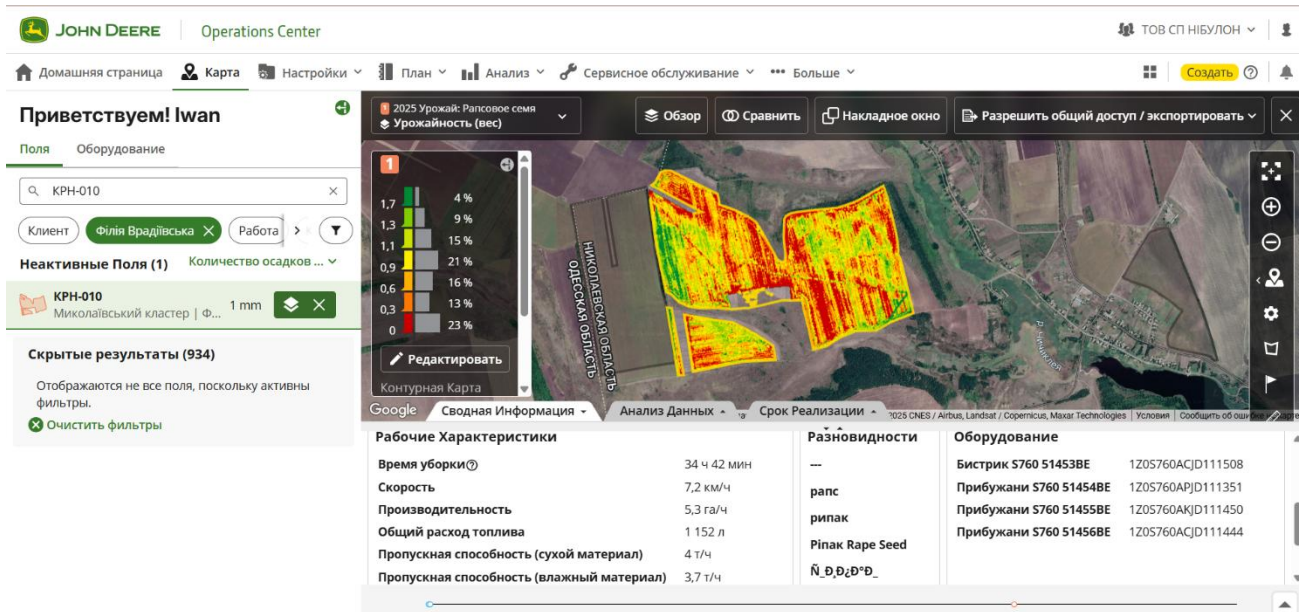 JOHN DEERE
Operations Center
ТОВ СП НІБУЛОН
Домашняя страница
Карта
Настройки
План
Анализ
Сервисное обслуживание
Больше
Создать
Приветствуем! Iwan
Поля
Оборудование
КРН-010
Клиент
Філія Врадіївська
Работа
Неактивные Поля (1)
Количество осадков ...
КРН-010
Миколаївський кластер | Ф...
1 mm
Скрытые результаты (934)
Отображаются не все поля, поскольку активны
фильтры.
Очистить фильтры
1
2025 Урожай: Рапсовое семя
Урожайность (вес)
Обзор
Сравнить
Накладное окно
Разрешить общий доступ / экспортировать
1
1,7
4 %
1,3
9 %
1,1
15 %
0,9
21 %
0,6
16 %
0,3
13 %
0
23 %
Редактировать
Контурная Карта
НИКОЛАЕВСКАЯ ОБЛАСТЬ
ОДЕССКАЯ ОБЛАСТЬ
Google
Сводная Информация
Анализ Данных
Срок Реализации
2025 CNES / Airbus, Landsat / Copernicus, Maxar Technologies
Условия
Сообщить об
Рабочие Характеристики
Время уборки
34 ч 42 мин
Скорость
7,2 км/ч
Производительность
5,3 га/ч
Общий расход топлива
1 152 л
Пропускная способность (сухой материал)
4 т/ч
Пропускная способность (влажный материал)
3,7 т/ч
Разновидности
---
рапс
рипак
Pinaк Rape Seed
Ñ_Ð¸Ð¿Ð°Ð_
Оборудование
Бистрик S760 51453BE
1Z0S760ACJD111508
Прибужани S760 51454BE
1Z0S760APJD111351
Прибужани S760 51455BE
1Z0S760AKJD111450
Прибужани S760 51456BE
1Z0S760ACJD111444